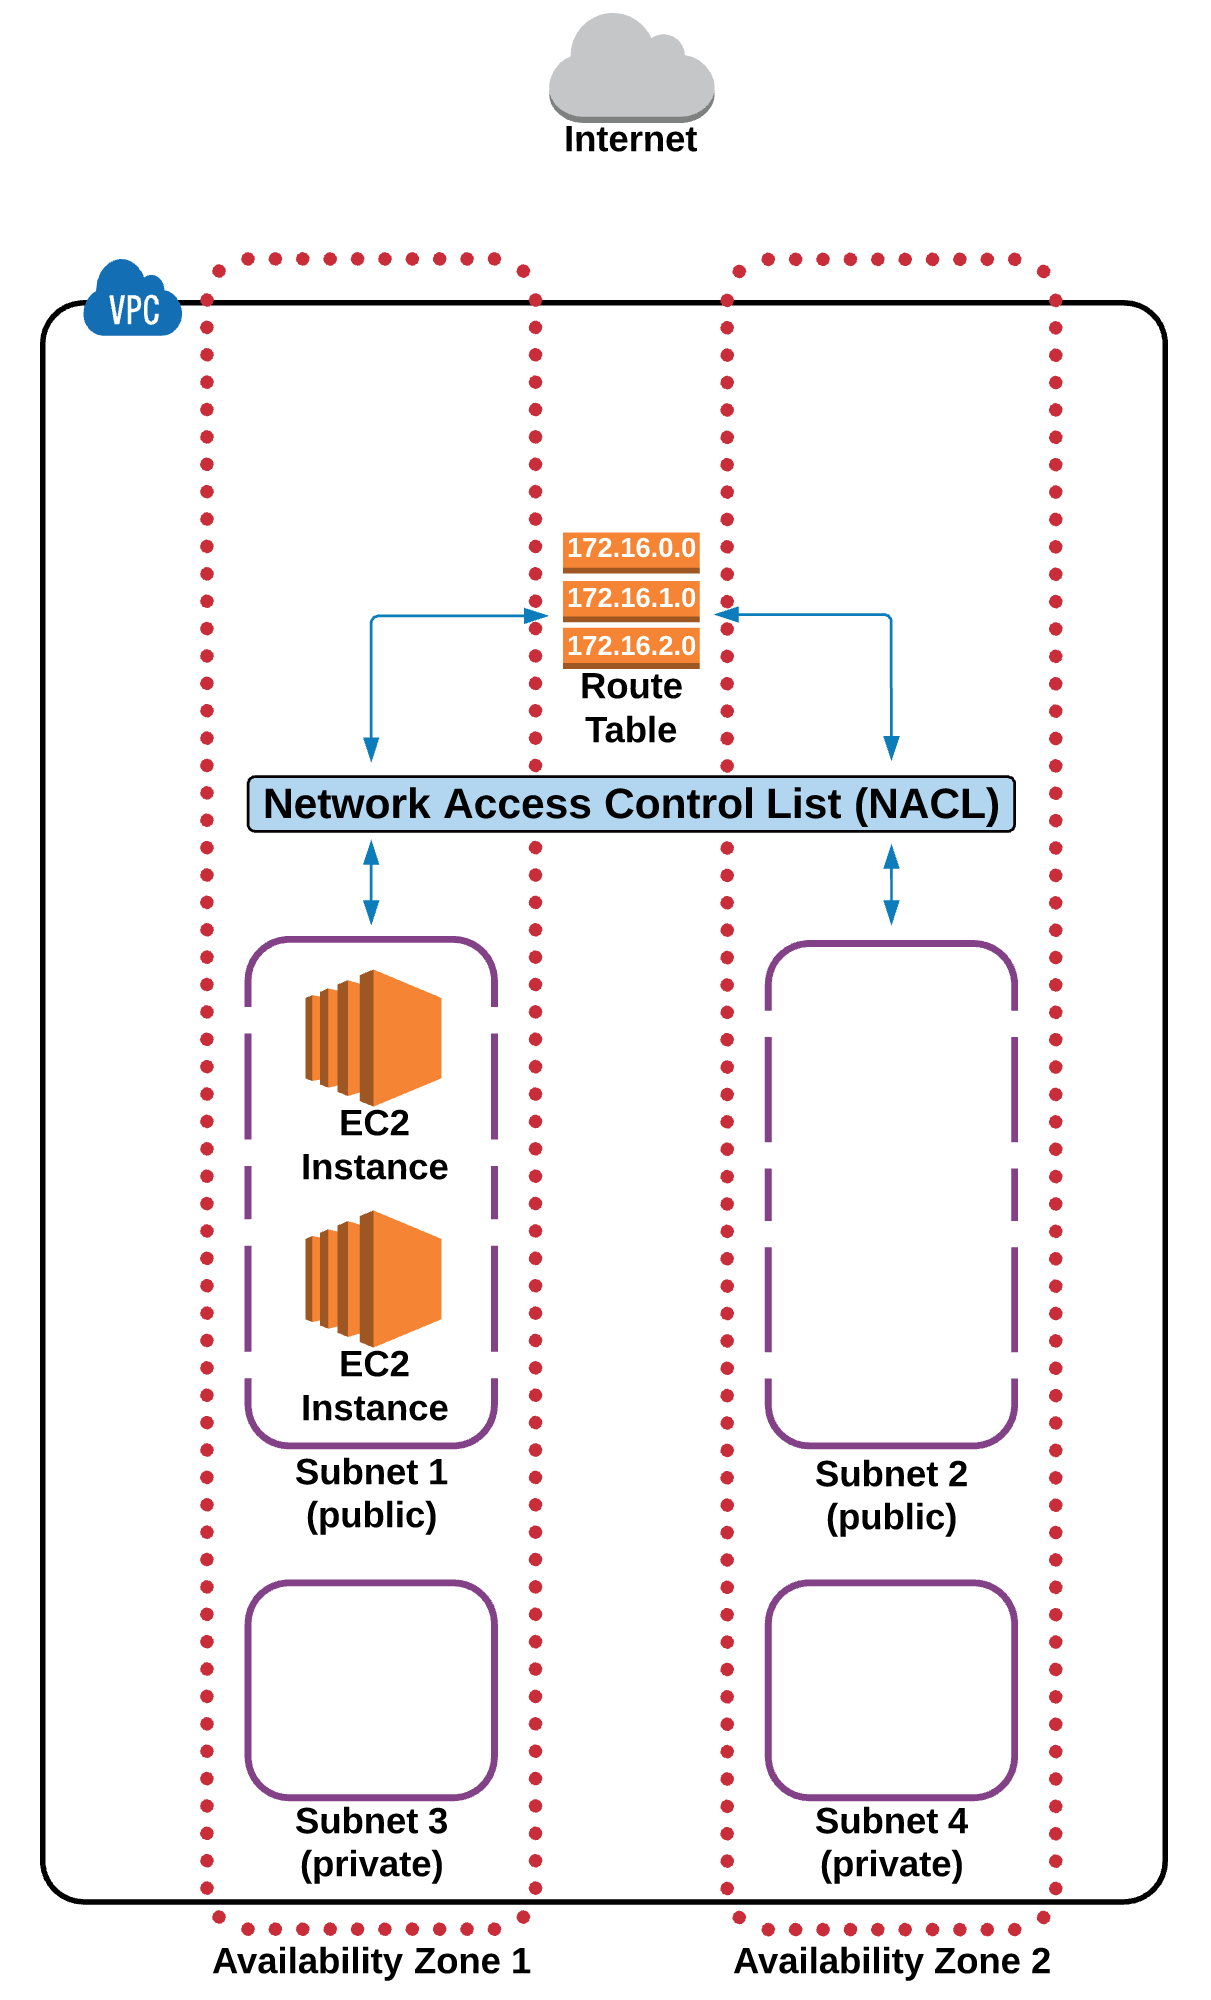 Internet
VPC
172.16.0.0
172.16.1.0
172.16.2.0
Route
Table
Network Access Control List (NACL)
EC2
Instance
EC2
Instance
Subnet 1
(public)
Subnet 2
(public)
Subnet 3
(private)
Subnet 4
(private)
Availability Zone 1
Availability Zone 2